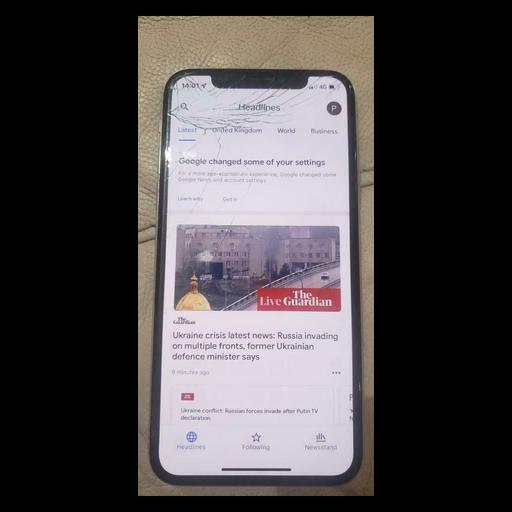 14:01
4G
Headlines
P
Latest
United Kingdom
World
Business
Google changed some of your settings
For a more age-appropriate experience, Google changed some
Google News and account settings.
Learn why
Got it
The
Live Guardian
The
Guardian
Ukraine crisis latest news: Russia invading
on multiple fronts, former Ukrainian
defence minister says
9 minutes ago
Ukraine conflict: Russian forces invade after Putin TV
declaration
Headlines
Following
Newsstand